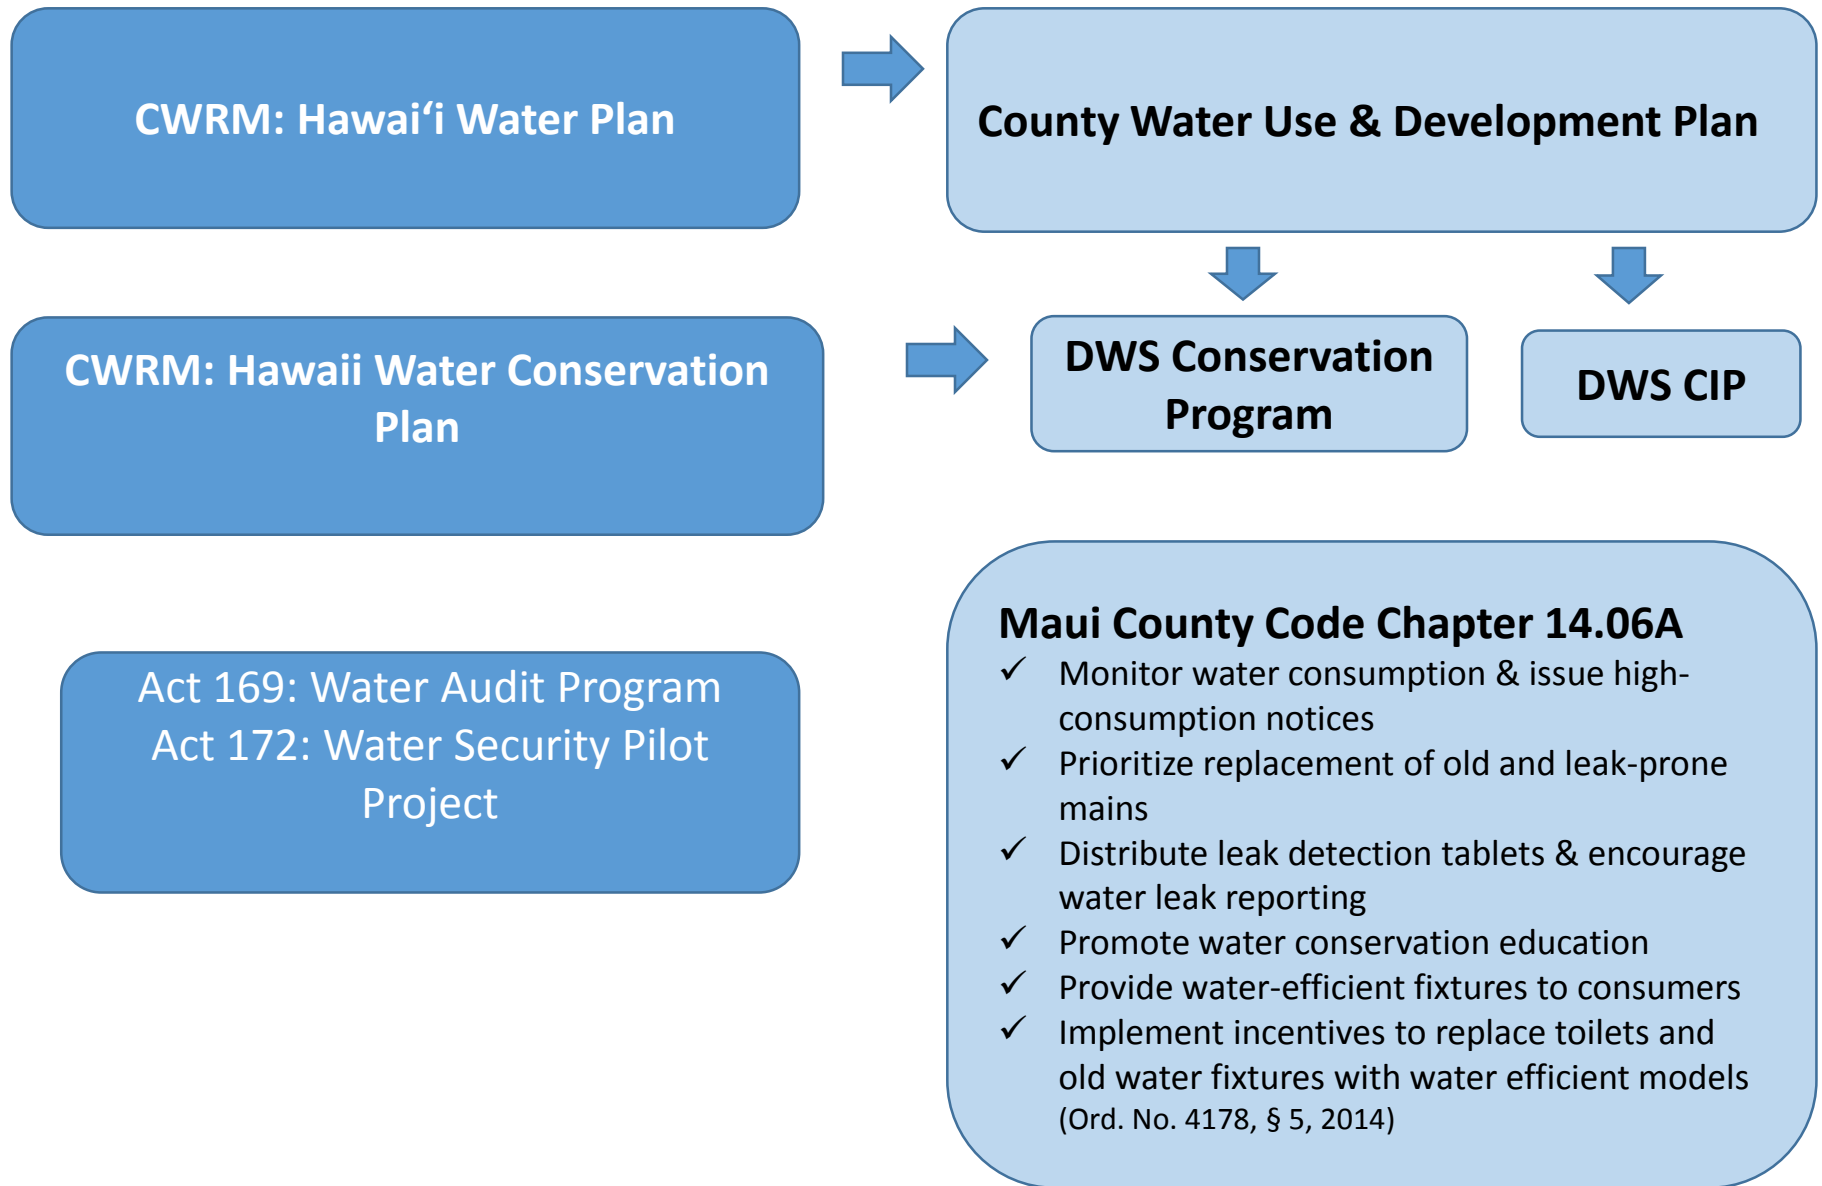 CWRM: Hawai‘i Water Plan
County Water Use & Development Plan
CWRM: Hawaii Water Conservation
Plan
DWS Conservation
Program
DWS CIP
Act 169: Water Audit Program
Act 172: Water Security Pilot
Project
Maui County Code Chapter 14.06A
✓ Monitor water consumption & issue high-
consumption notices
✓ Prioritize replacement of old and leak-prone
mains
✓ Distribute leak detection tablets & encourage
water leak reporting
✓ Promote water conservation education
✓ Provide water-efficient fixtures to consumers
✓ Implement incentives to replace toilets and
old water fixtures with water efficient models
(Ord. No. 4178, § 5, 2014)